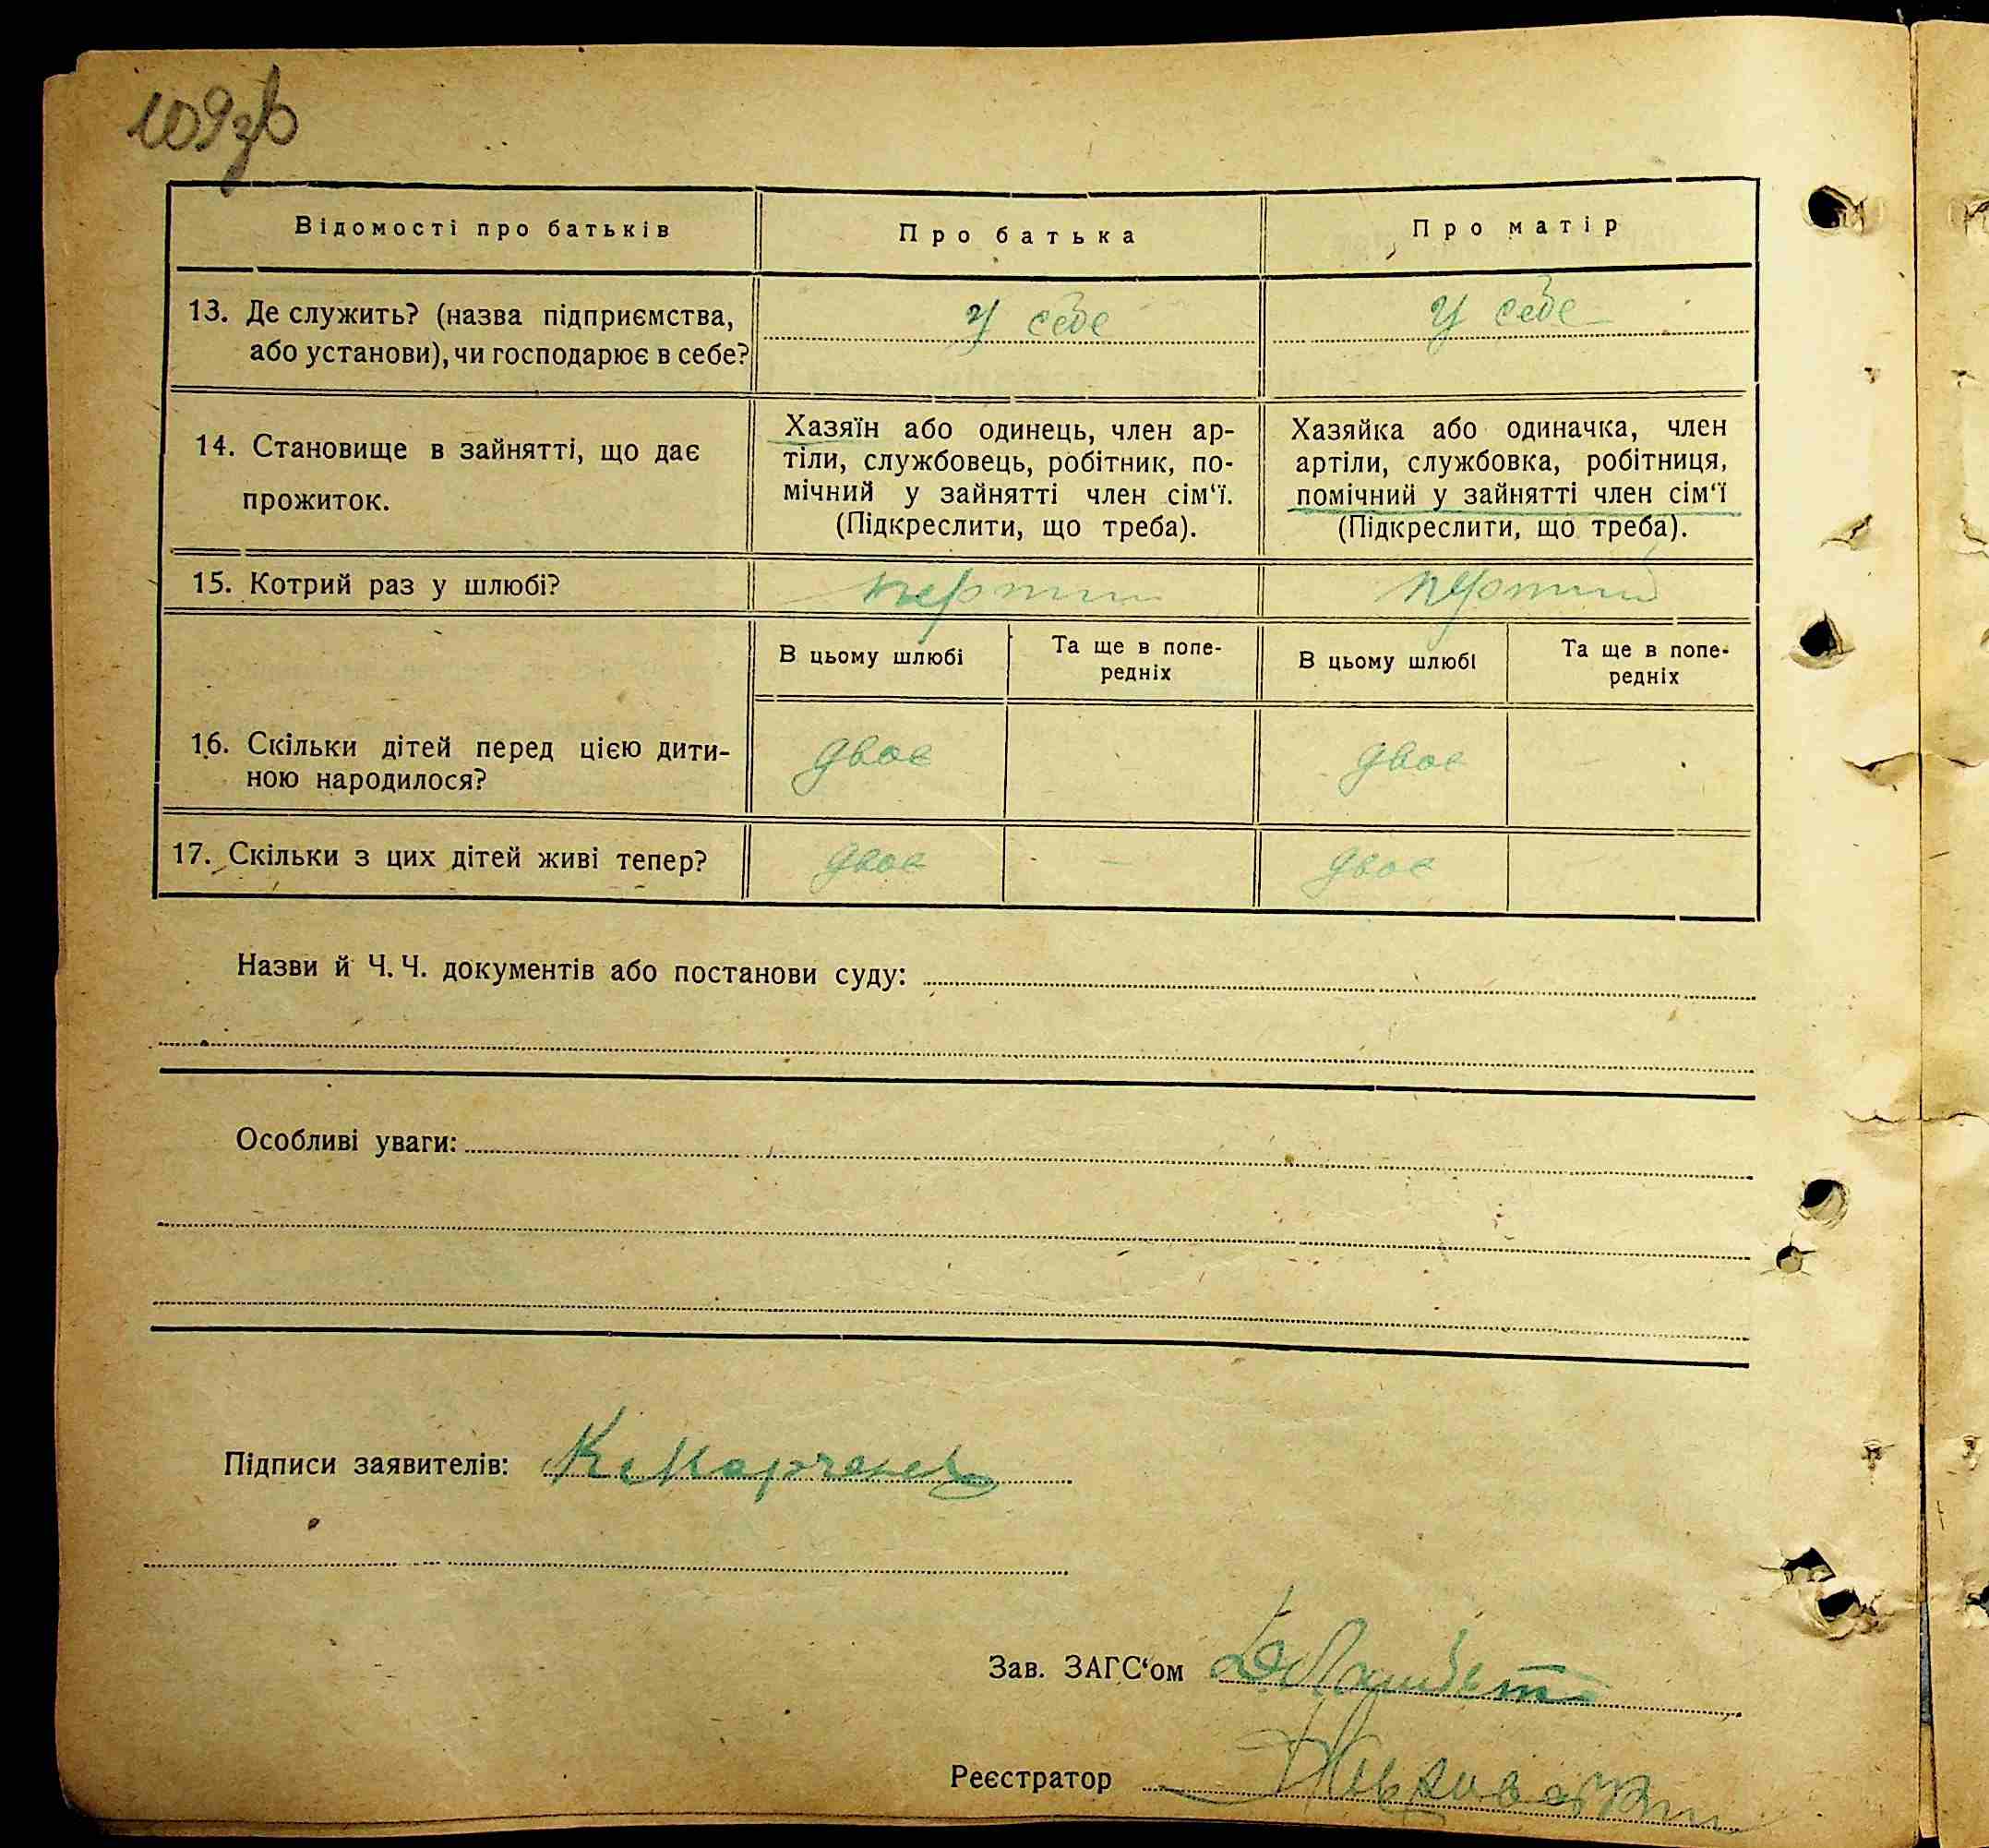 109зв
Відомості про батьків
Про батька
Про матір
13. Де служить? (назва підприємства,
або установи), чи господарює в себе?
у себе
у себе
14. Становище в зайнятті, що дає
прожиток.
Хазяїн або одинець, член ар-
тіли, службовець, робітник, по-
мічний у зайнятті член сім‘ї.
(Підкреслити, що треба).
Хазяйка або одиначка, член
артіли, службовка, робітниця,
помічний у зайнятті член сім‘ї
(Підкреслити, що треба).
15. Котрий раз у шлюбі?
перший
перший
В цьому шлюбі
Та ще в попе-
редніх
В цьому шлюбі
Та ще в попе-
редніх
16. Скільки дітей перед цією дити-
ною народилося?
двоє
-
двоє
-
17. Скільки з цих дітей живі тепер?
двоє
-
двоє
Назви й Ч. Ч. документів або постанови суду:
Особливі уваги:
Підписи заявителів: К Марченко
Зав. ЗАГС‘ом
Реєстратор